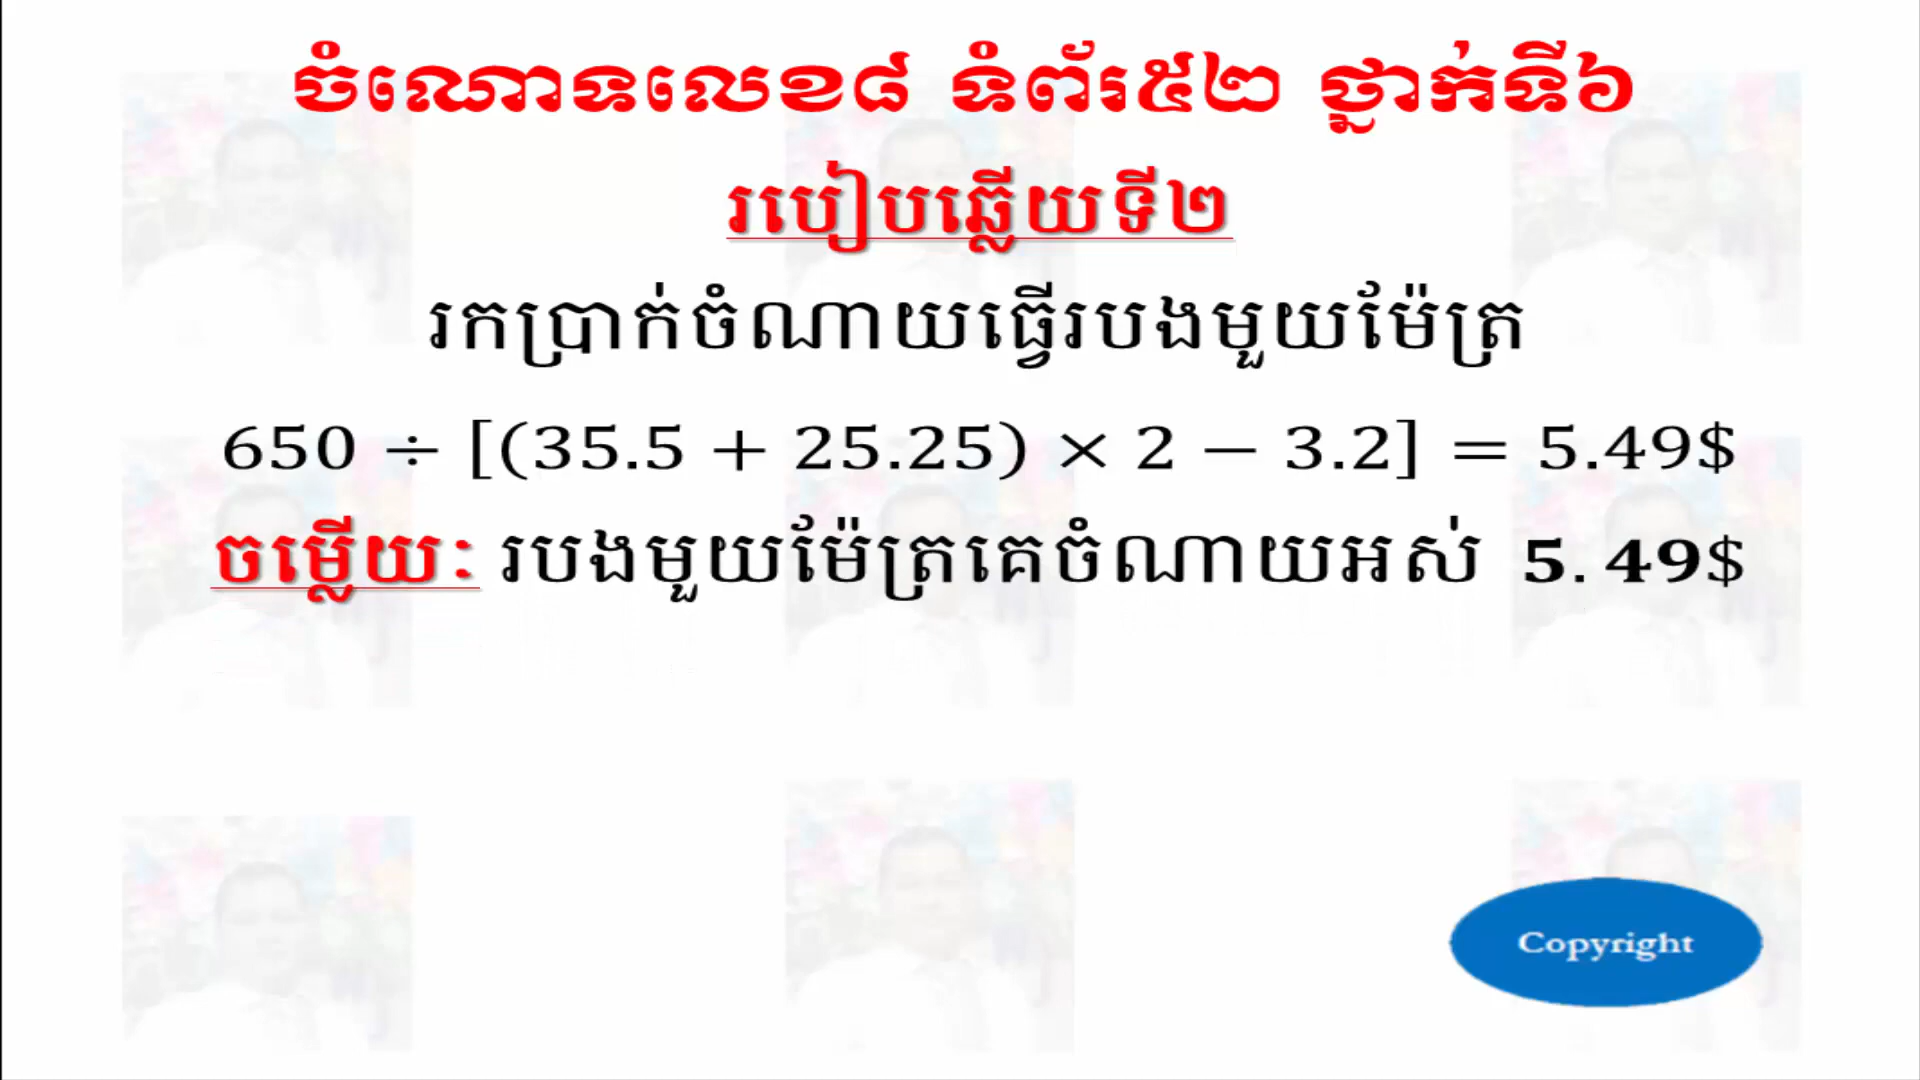 ចំណោទលេខ៨ ទំព័រ៥២ ថ្នាក់ទី៦
របៀបឆ្លើយទី២
រកប្រាក់ចំណាយធ្វើរបងមួយម៉ែត្រ
650 ÷ [(35.5 + 25.25) × 2 − 3.2] = 5.49$
ចម្លើយៈ របងមួយម៉ែត្រគេចំណាយអស់ 5.49$
Copyright